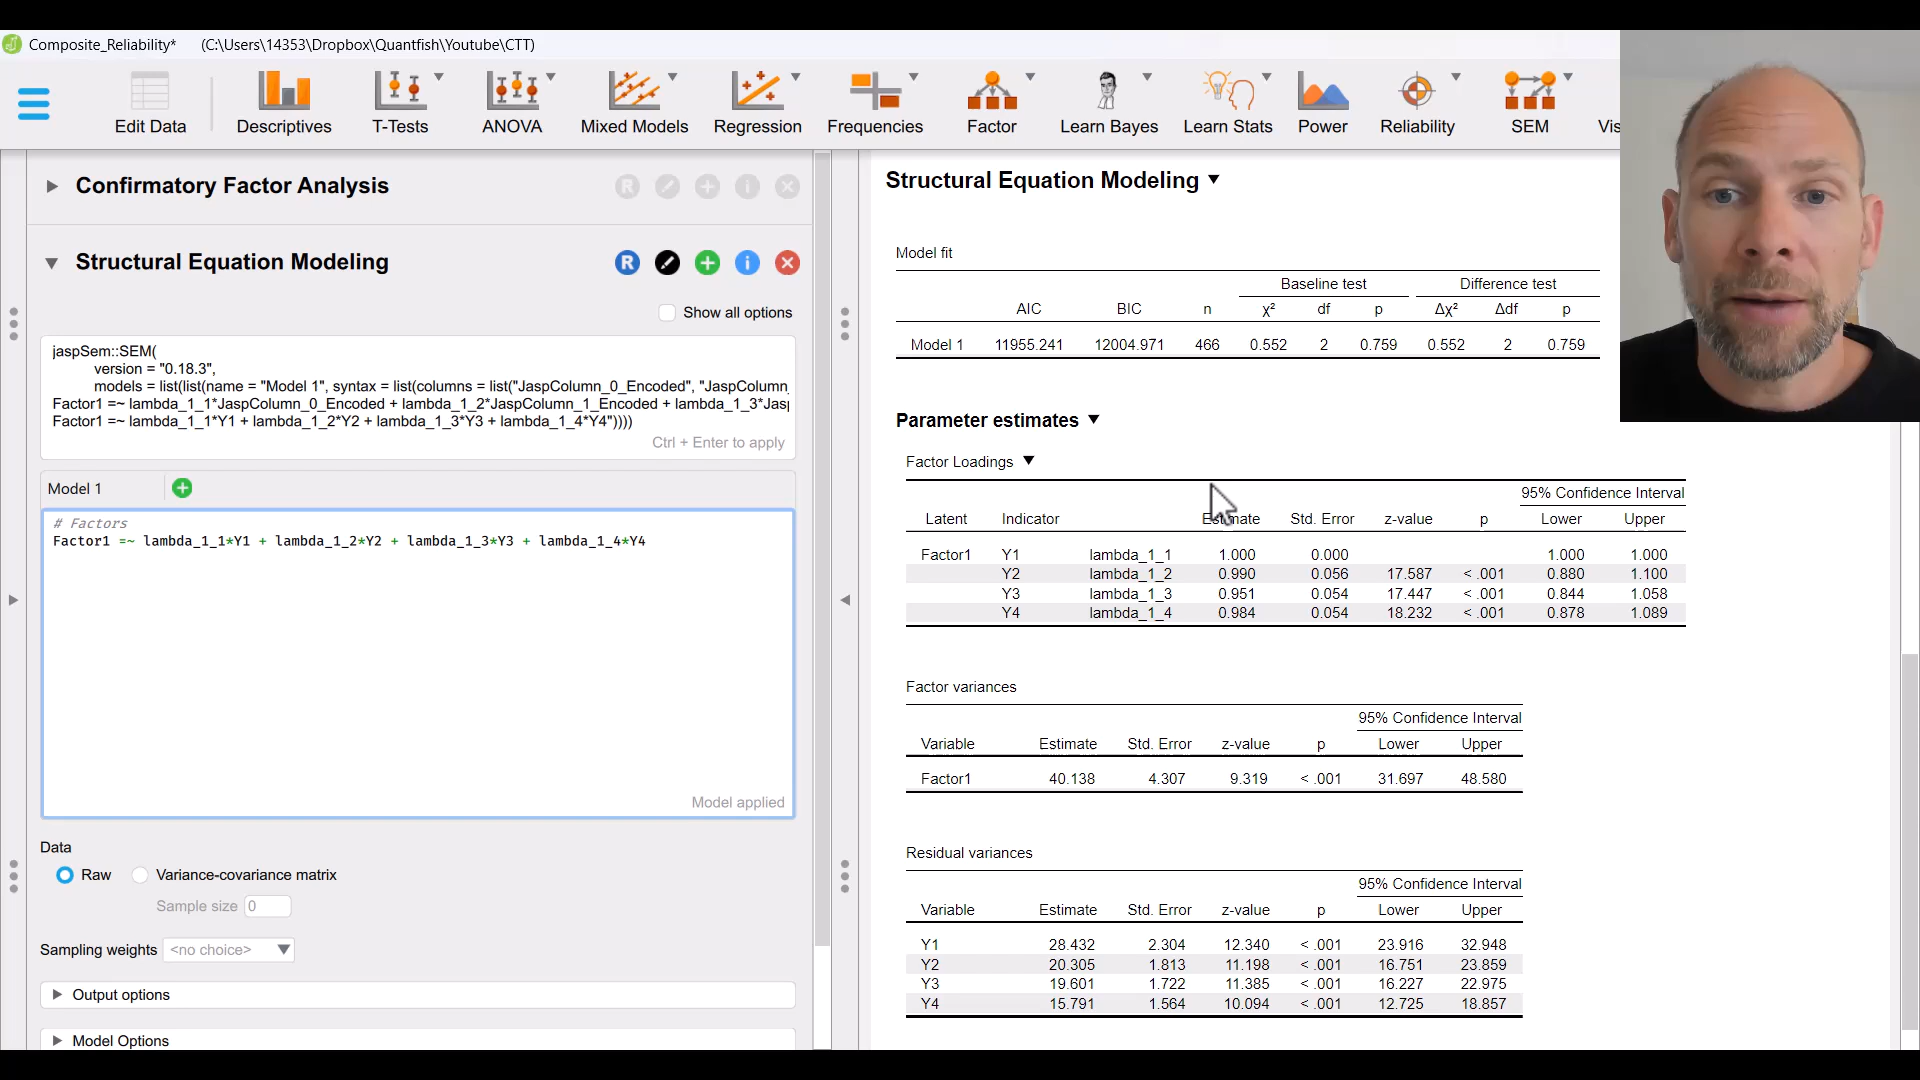 Composite_Reliability* (C:\Users\14353\Dropbox\Quantfish\Youtube\CTT)
Edit Data Descriptives T-Tests ANOVA Mixed Models Regression Frequencies Factor Learn Bayes Learn Stats Power Reliability SEM Vis
Confirmatory Factor Analysis
Structural Equation Modeling
Show all options
jaspSem::SEM(
version = "0.18.3",
models = list(list(name = "Model 1", syntax = list(columns = list("JaspColumn_0_Encoded", "JaspColumn_
Factor1 =~ lambda_1_1*JaspColumn_0_Encoded + lambda_1_2*JaspColumn_1_Encoded + lambda_1_3*Jasp
Factor1 =~ lambda_1_1*Y1 + lambda_1_2*Y2 + lambda_1_3*Y3 + lambda_1_4*Y4"))))
Ctrl + Enter to apply
Model 1
# Factors
Factor1 =~ lambda_1_1*Y1 + lambda_1_2*Y2 + lambda_1_3*Y3 + lambda_1_4*Y4
Model applied
Data
Raw Variance-covariance matrix
Sample size 0
Sampling weights <no choice>
Output options
Model Options
Structural Equation Modeling
Model fit
Baseline test Difference test
AIC BIC n χ² df p Δχ² Δdf p
Model 1 11955.241 12004.971 466 0.552 2 0.759 0.552 2 0.759
Parameter estimates
Factor Loadings
95% Confidence Interval
Latent Indicator Estimate Std. Error z-value p Lower Upper
Factor1 Y1 lambda_1_1 1.000 0.000 1.000 1.000
Y2 lambda_1_2 0.990 0.056 17.587 < .001 0.880 1.100
Y3 lambda_1_3 0.951 0.054 17.447 < .001 0.844 1.058
Y4 lambda_1_4 0.984 0.054 18.232 < .001 0.878 1.089
Factor variances
95% Confidence Interval
Variable Estimate Std. Error z-value p Lower Upper
Factor1 40.138 4.307 9.319 < .001 31.697 48.580
Residual variances
95% Confidence Interval
Variable Estimate Std. Error z-value p Lower Upper
Y1 28.432 2.304 12.340 < .001 23.916 32.948
Y2 20.305 1.813 11.198 < .001 16.751 23.859
Y3 19.601 1.722 11.385 < .001 16.227 22.975
Y4 15.791 1.564 10.094 < .001 12.725 18.857